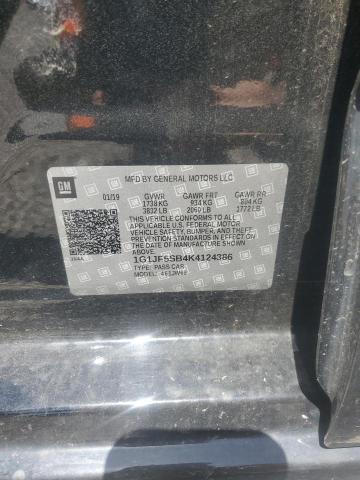 MFD BY GENERAL MOTORS LLC
GM
01/19 GVWR GAWR FRT GAWR RR
1738 KG 934 KG 804 KG
3832 LB 2060 LB 1772 LB
THIS VEHICLE CONFORMS TO ALL
APPLICABLE U.S. FEDERAL MOTOR
VEHICLE SAFETY, BUMPER, AND THEFT
PREVENTION STANDARDS IN EFFECT ON
THE DATE OF MANUFACTURE SHOWN
ABOVE.
1G1JF5SB4K4124386
TYPE: PASS CAR
MODEL: